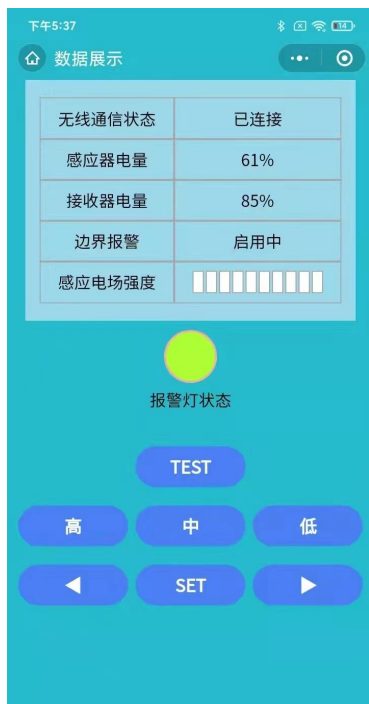 下午5:37
14
数据展示
无线通信状态 已连接
感应器电量 61%
接收器电量 85%
边界报警 启用中
感应电场强度
报警灯状态
TEST
高 中 低
SET